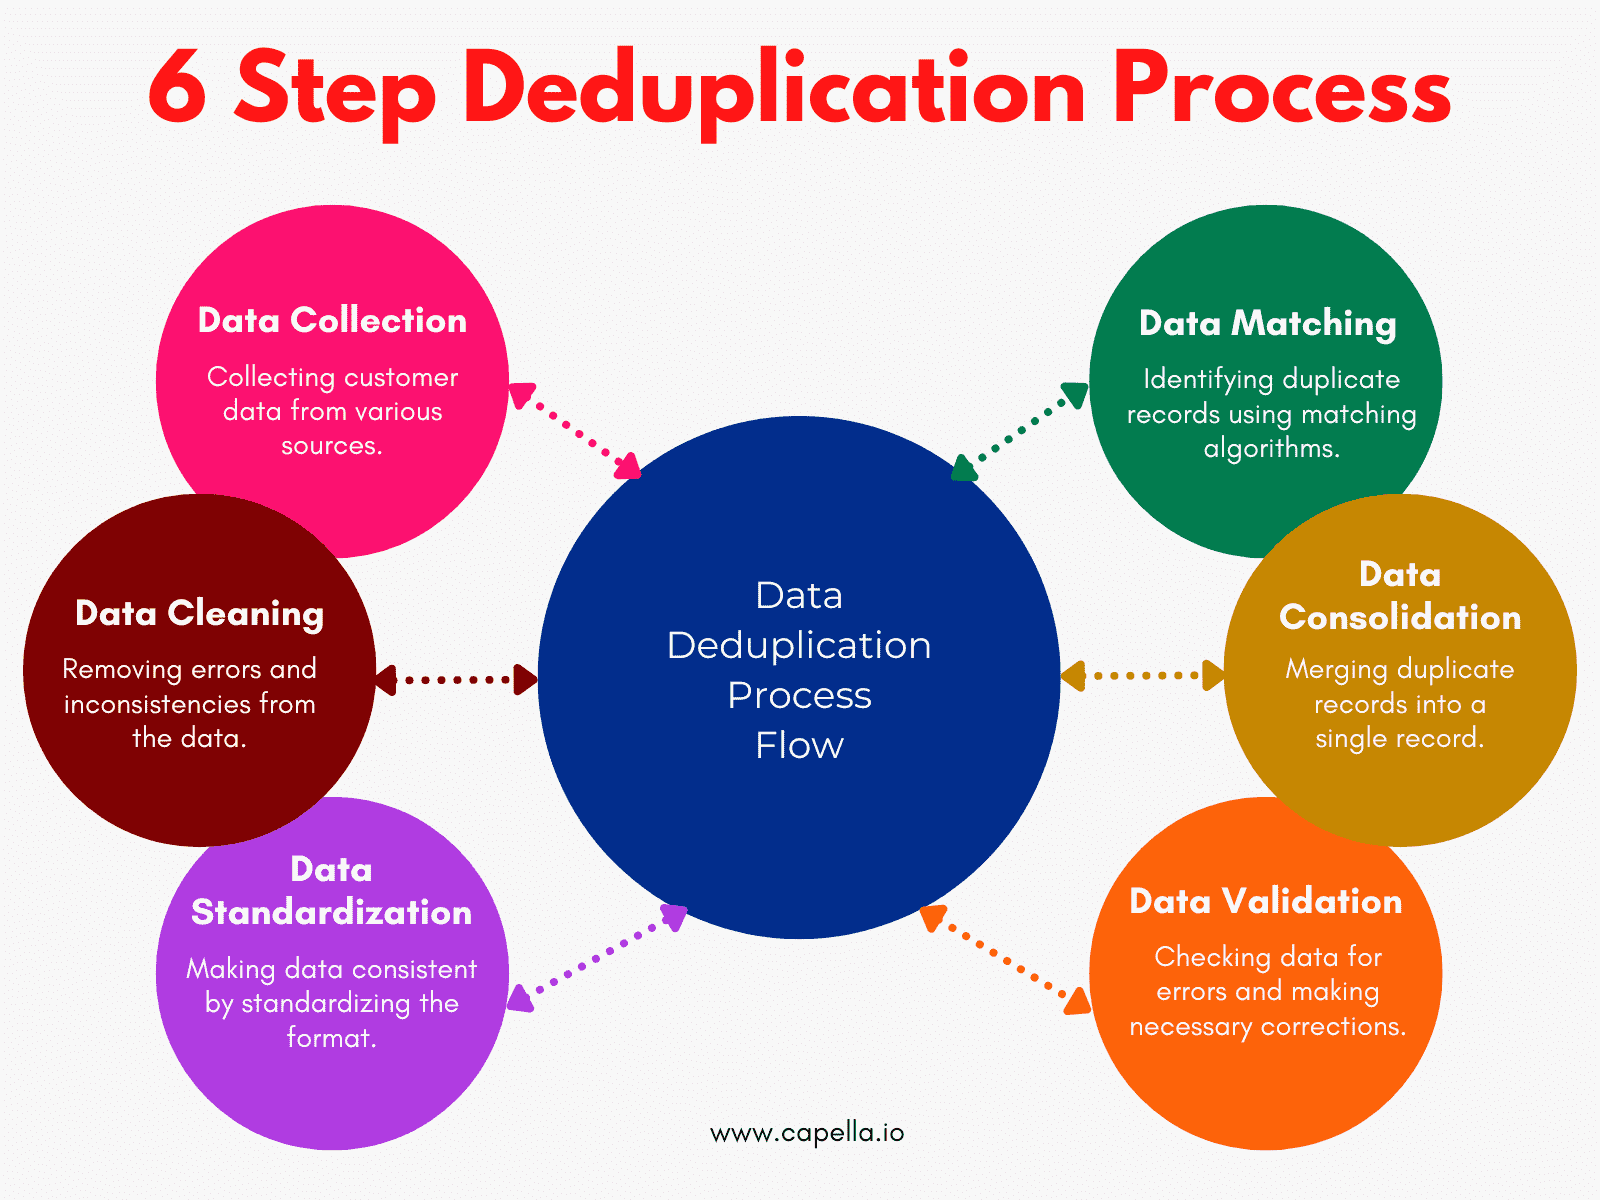 6 Step Deduplication Process
Data Collection
Collecting customer
data from various
sources.
Data Cleaning
Removing errors and
inconsistencies from
the data.
Data
Standardization
Making data consistent
by standardizing the
format.
Data
Deduplication
Process
Flow
Data Matching
Identifying duplicate
records using matching
algorithms.
Data
Consolidation
Merging duplicate
records into a
single record.
Data Validation
Checking data for
errors and making
necessary corrections.
www.capella.io